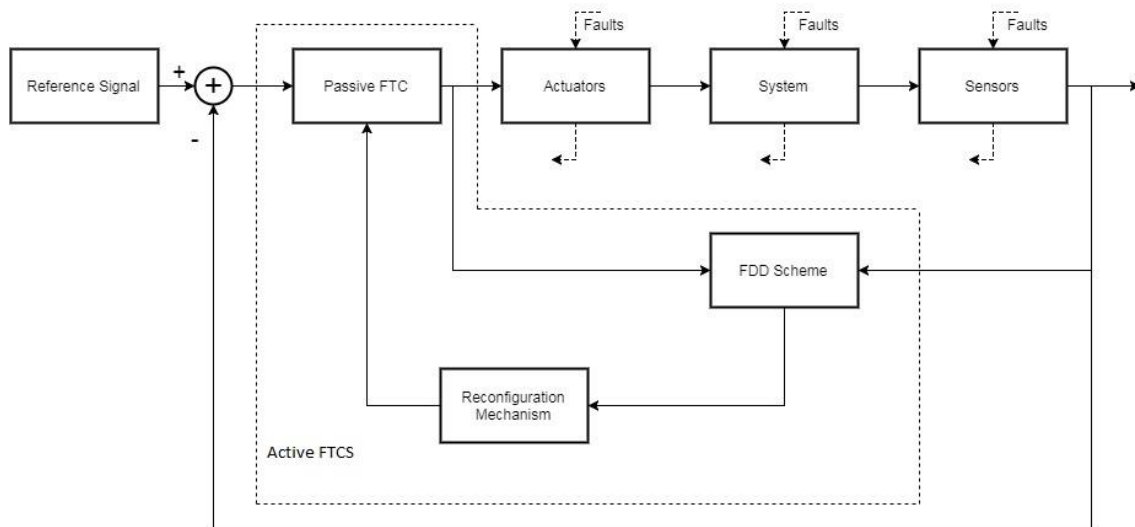 Faults
Faults
Faults
Reference Signal
+
+
Passive FTC
Actuators
System
Sensors
-
FDD Scheme
Reconfiguration
Mechanism
Active FTCS